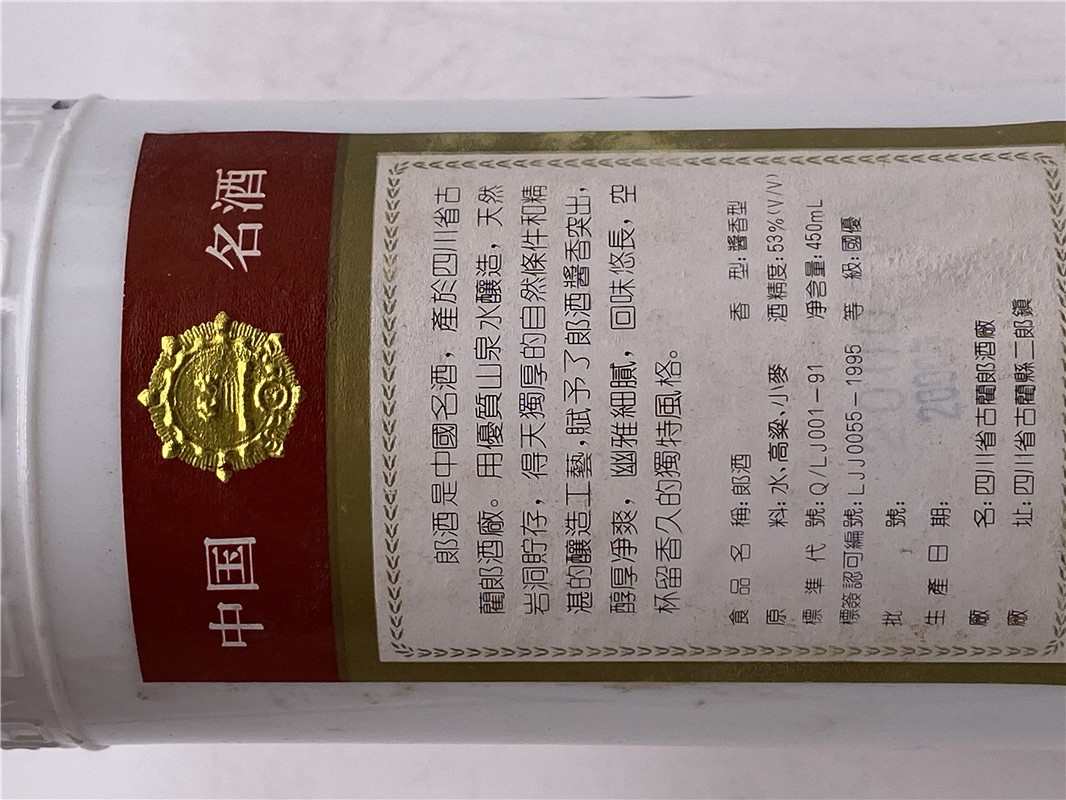 中国 名酒
郎酒是中國名酒，產於四川省古
藺郎酒廠。用優質山泉水釀造，天然
岩洞貯存，得天獨厚的自然條件和精
湛的釀造工藝，賦予了郎酒醬香突出，
醇厚凈爽，幽雅細膩，回味悠長，空
杯留香久的獨特風格。
食品名稱：郎酒 香型：醬香型
原料：水、高粱、小麥 酒精度：53%(V/V)
標準代號：Q/LJ001-91 凈含量：450mL
標簽認可編號：LJJ0055-1995 等級：國優
批號：
生產日期：
廠名：四川省古藺郎酒廠
廠址：四川省古藺縣二郎鎮